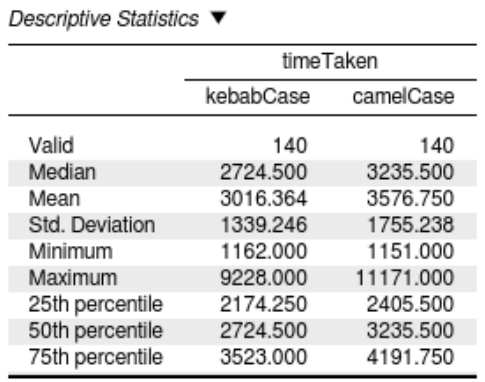 Descriptive Statistics ▼
timeTaken
kebabCase camelCase
Valid 140 140
Median 2724.500 3235.500
Mean 3016.364 3576.750
Std. Deviation 1339.246 1755.238
Minimum 1162.000 1151.000
Maximum 9228.000 11171.000
25th percentile 2174.250 2405.500
50th percentile 2724.500 3235.500
75th percentile 3523.000 4191.750